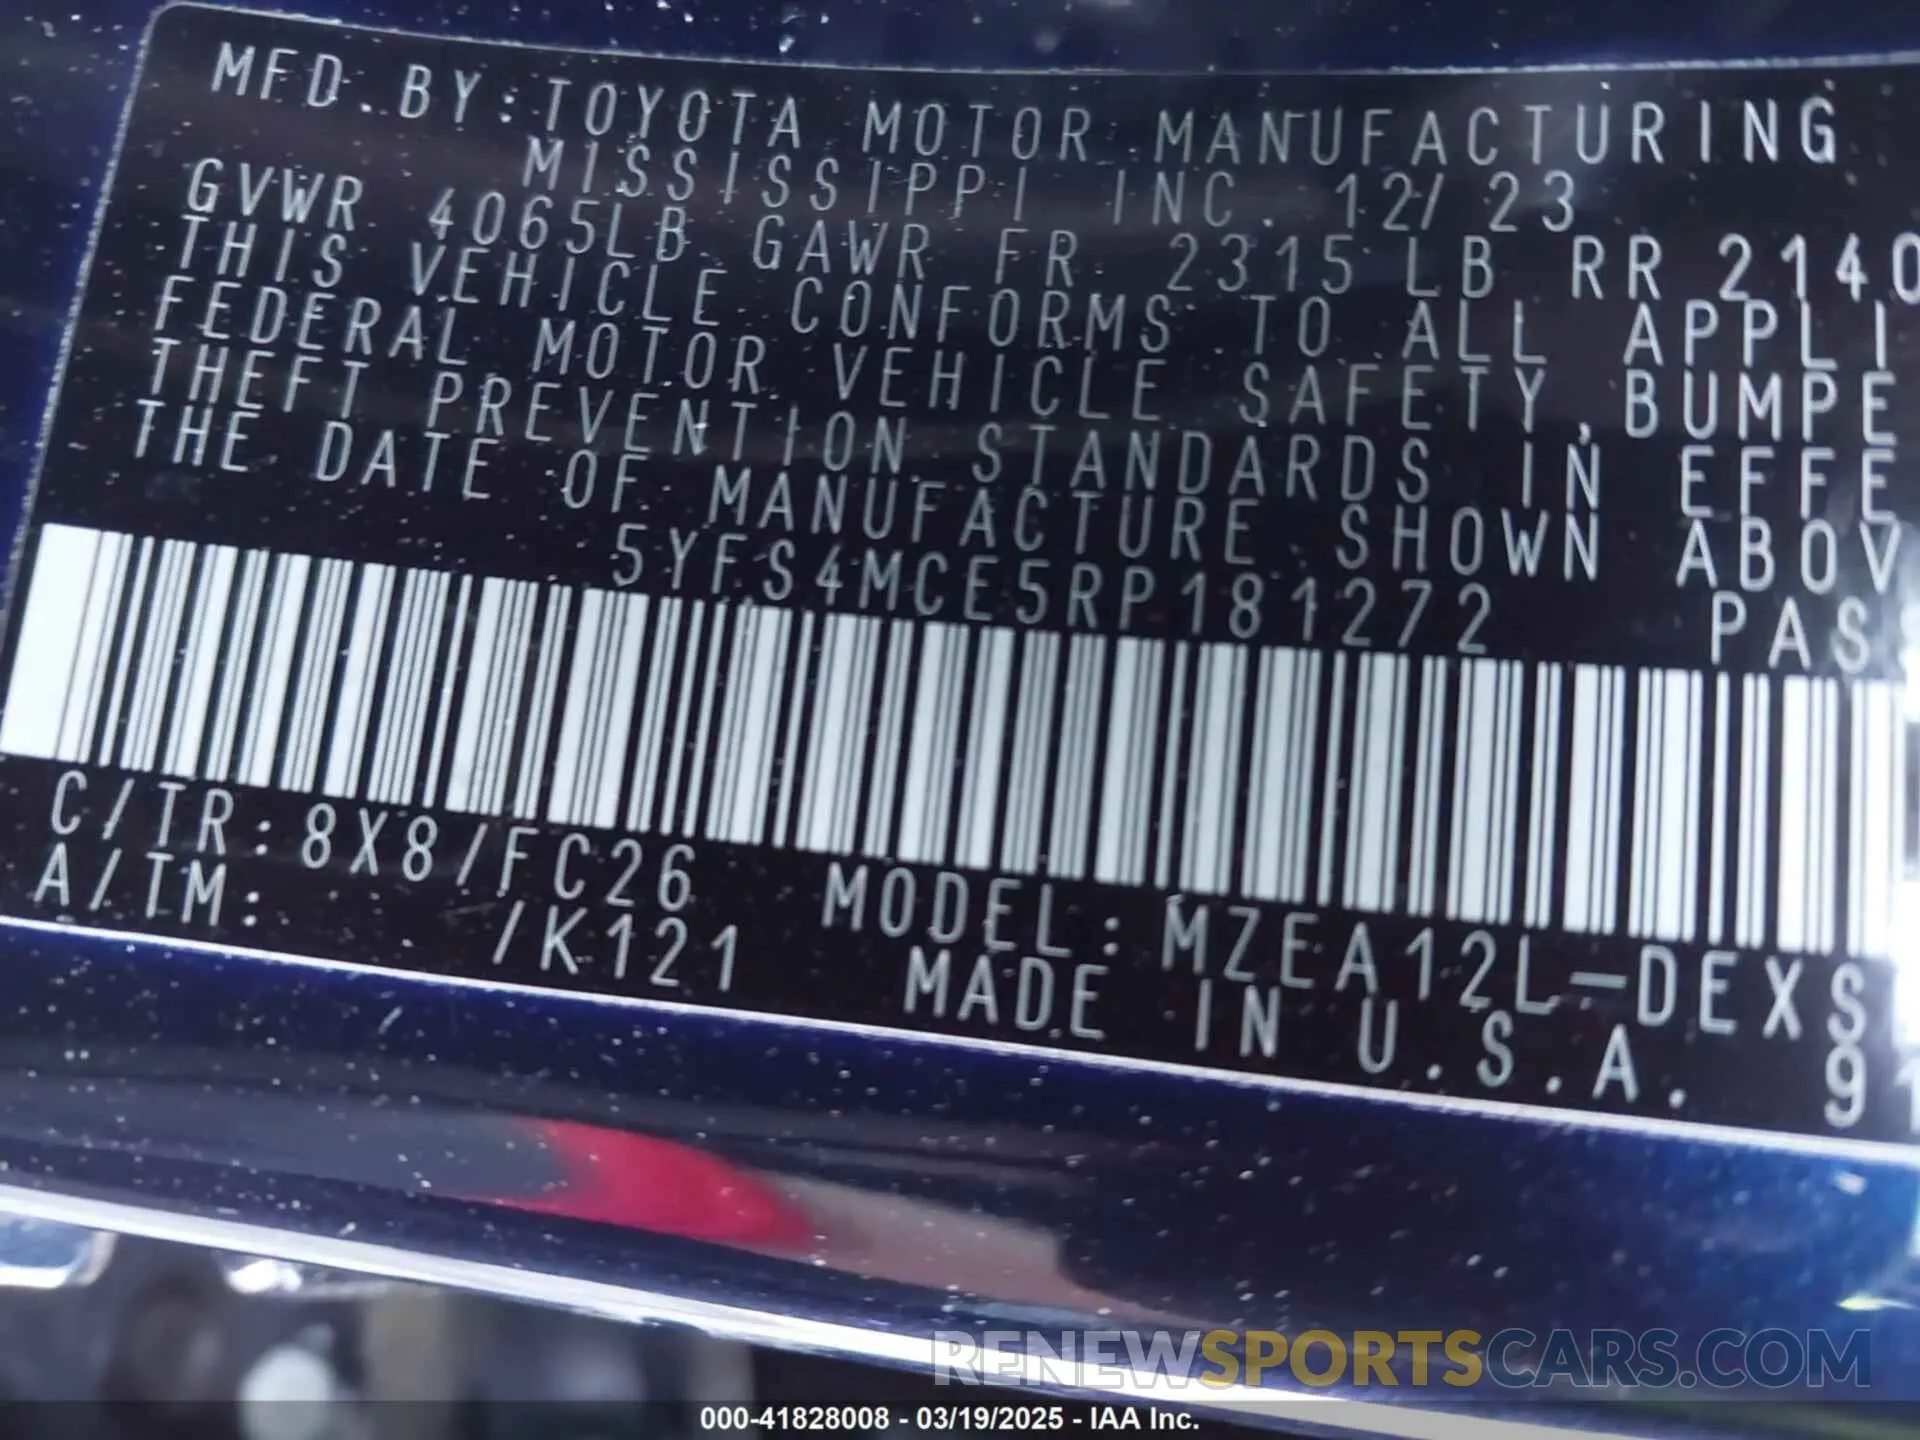 MFD. BY: TOYOTA MOTOR MANUFACTURING
MISSISSIPPI INC. 12/ 23
GVWR 4065LB GAWR FR 2315 LB RR 2140
THIS VEHICLE CONFORMS TO ALL APPLI
FEDERAL MOTOR VEHICLE SAFETY, BUMPE
THEFT PREVENTION STANDARDS IN EFFE
THE DATE OF MANUFACTURE SHOWN ABOV
5YFS4MCE5RP181272 PAS
C/TR: 8X8/FC26 MODEL: MZEA12L-DEXS
A/TM: /K121 MADE IN U.S.A. 91
RENEWSPORTSCARS.COM
000-41828008 - 03/19/2025 - IAA Inc.